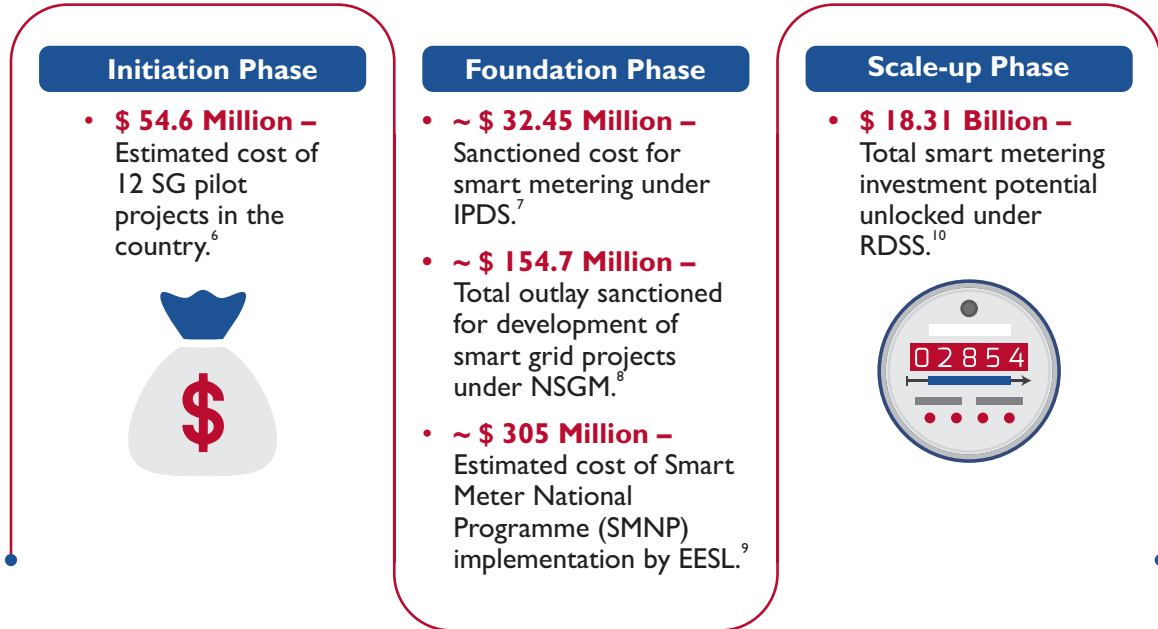 Initiation Phase
• $ 54.6 Million –
Estimated cost of
12 SG pilot
projects in the
country.⁶
$
Foundation Phase
• ~ $ 32.45 Million –
Sanctioned cost for
smart metering under
IPDS.⁷
• ~ $ 154.7 Million –
Total outlay sanctioned
for development of
smart grid projects
under NSGM.⁸
• ~ $ 305 Million –
Estimated cost of Smart
Meter National
Programme (SMNP)
implementation by EESL.⁹
Scale-up Phase
• $ 18.31 Billion –
Total smart metering
investment potential
unlocked under
RDSS.¹⁰
02854